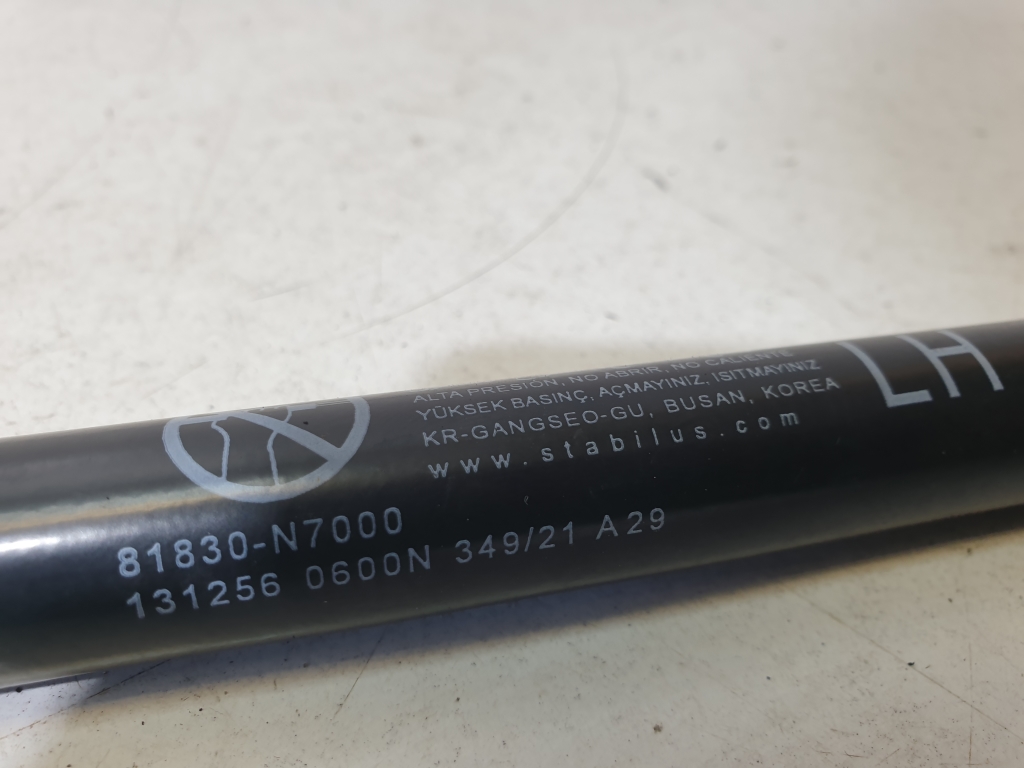 ALTA PRESIÓN, NO ABRIR, NO CALIENTE
YÜKSEK BASINÇ, AÇMAYINIZ, ISITMAYINIZ
KR-GANGSEO-GU, BUSAN, KOREA
www.stabilus.com
LH
81830-N7000
131256 0600N 349/21 A29